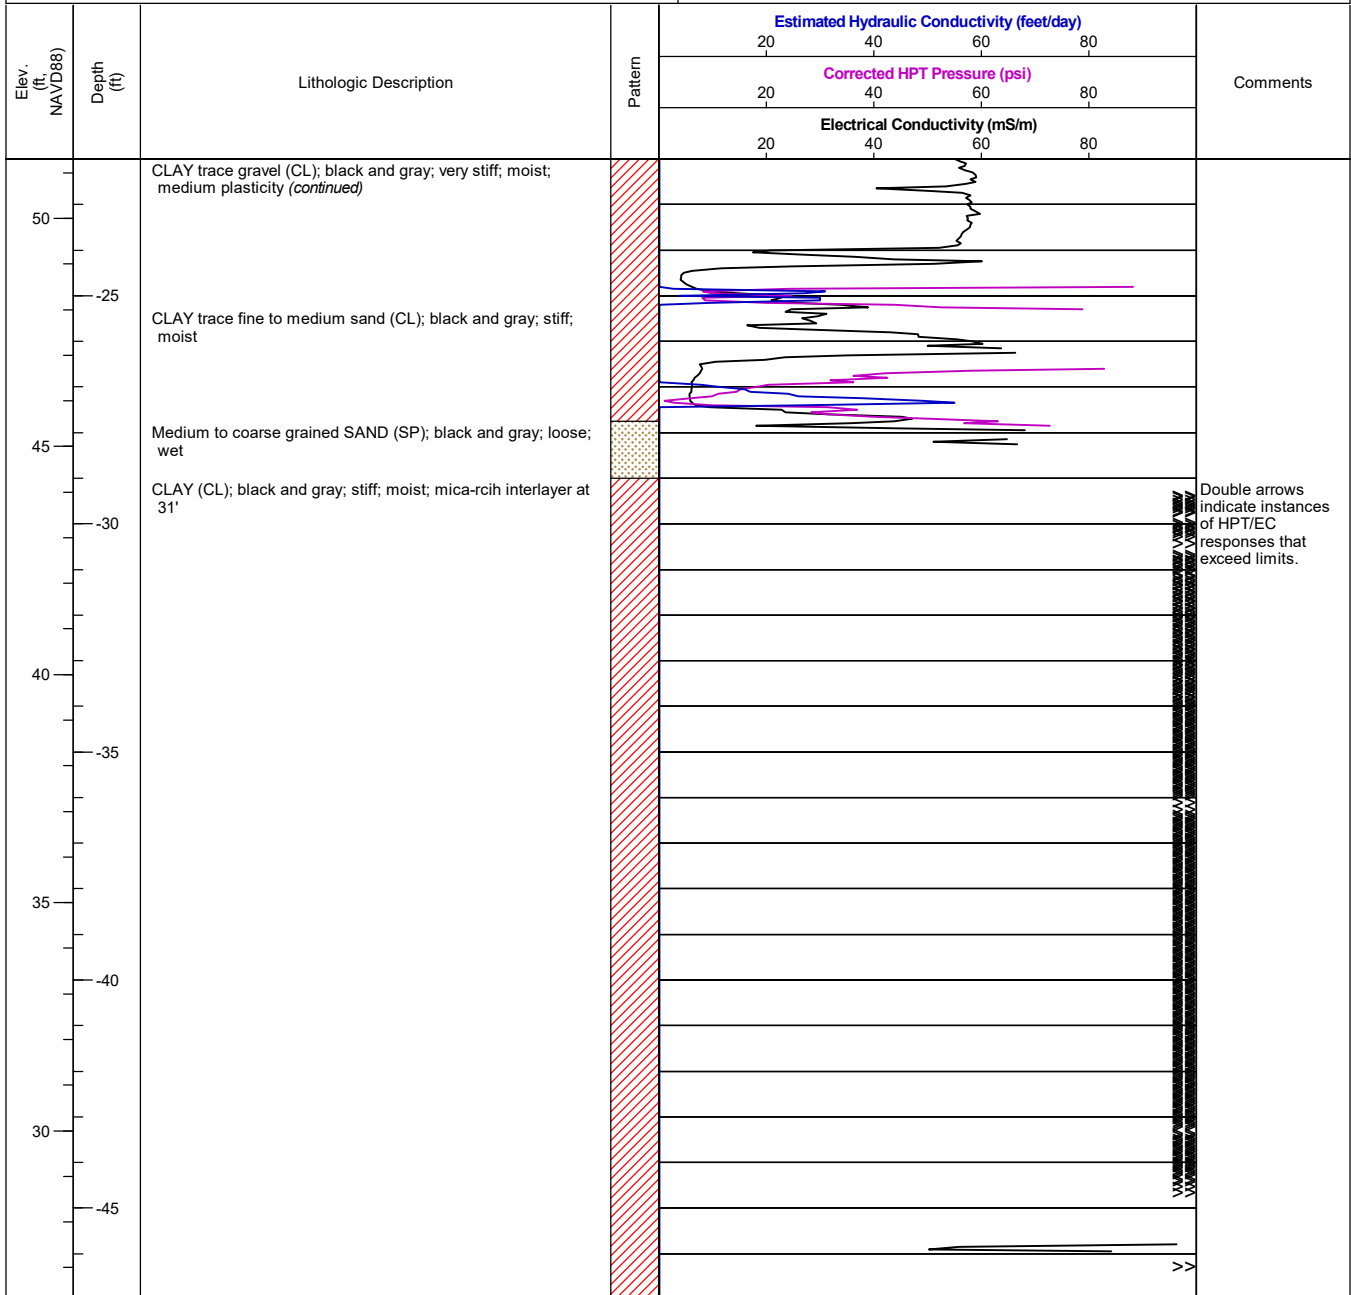 Estimated Hydraulic Conductivity (feet/day)
20 40 60 80
Corrected HPT Pressure (psi)
20 40 60 80
Electrical Conductivity (mS/m)
20 40 60 80
Elev.
(ft,
NAVD88)
Depth
(ft)
Lithologic Description
Pattern
Comments
CLAY trace gravel (CL); black and gray; very stiff; moist;
medium plasticity (continued)
50
-25
CLAY trace fine to medium sand (CL); black and gray; stiff;
moist
Medium to coarse grained SAND (SP); black and gray; loose;
wet
45
CLAY (CL); black and gray; stiff; moist; mica-rcih interlayer at
31'
Double arrows
indicate instances
of HPT/EC
responses that
exceed limits.
-30
40
-35
35
-40
30
-45
>>